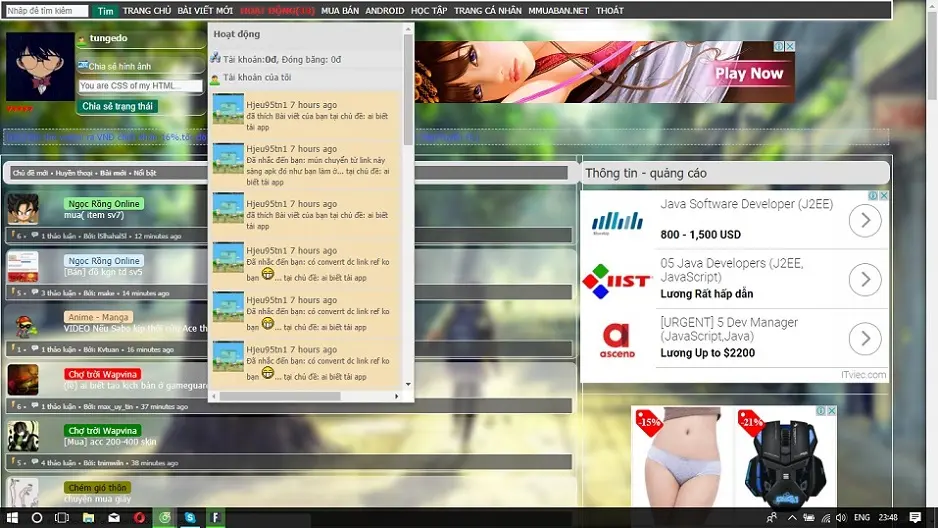 Nhập để tìm kiếm
Tìm
TRANG CHỦ BÀI VIẾT MỚI HOẠT ĐỘNG(10) MUA BÁN ANDROID HỌC TẬP TRANG CÁ NHÂN MMUABAN.NET THOÁT
tungedo
Chia sẻ hình ảnh
You are CSS of my HTML...
Chia sẻ trạng thái
Hoạt động
Tài khoản:0đ, Đóng băng: 0đ
Tài khoản của tôi
Hjeu95tn1 7 hours ago
đã thích Bài viết của bạn tại chủ đề: ai biết
tải app
Hjeu95tn1 7 hours ago
Đã nhắc đến bạn: mún chuyển từ link này
sàng apk đó như bạn làm ở... tại chủ đề: ai
biết tải app
Hjeu95tn1 7 hours ago
đã thích Bài viết của bạn tại chủ đề: ai biết
tải app
Hjeu95tn1 7 hours ago
Đã nhắc đến bạn: có convert dc link ref ko
bạn ... tại chủ đề: ai biết tải app
Hjeu95tn1 7 hours ago
Đã nhắc đến bạn: có convert dc link ref ko
bạn ... tại chủ đề: ai biết tải app
Hjeu95tn1 7 hours ago
Đã nhắc đến bạn: có convert dc link ref ko
bạn ... tại chủ đề: ai biết tải app
Play Now
Chủ đề mới • Huyền thoại • Bài mới • Nổi bật
Ngọc Rồng Online
mua( item sv7)
6 • 1 thảo luận • Bởi: lSlhahalSl • 12 minutes ago
Ngọc Rồng Online
[Bán] đồ kgn td sv5
5 • 3 thảo luận • Bởi: make • 14 minutes ago
Anime - Manga
VIDEO Nếu Sabo kịp thời cứu Ace th
1 • 1 thảo luận • Bởi: Kvtuan • 16 minutes ago
Chợ trời Wapvina
ai biết tao kịch bản ở gameguar
6 • 1 thảo luận • Bởi: max_uy_tin • 37 minutes ago
Chợ trời Wapvina
[Mua] acc 200-400 skin
5 • 4 thảo luận • Bởi: tnimwiin • 38 minutes ago
Chém gió thôn
chuyện mua giày
Thông tin - quảng cáo
Java Software Developer (J2EE)
800 - 1,500 USD
IIST
05 Java Developers (J2EE,
JavaScript)
Lương Rất hấp dẫn
ascend
[URGENT] 5 Dev Manager
(JavaScript,Java)
Lương Up to $2200
ITviec.com
-15%
-21%
ENG 23:48